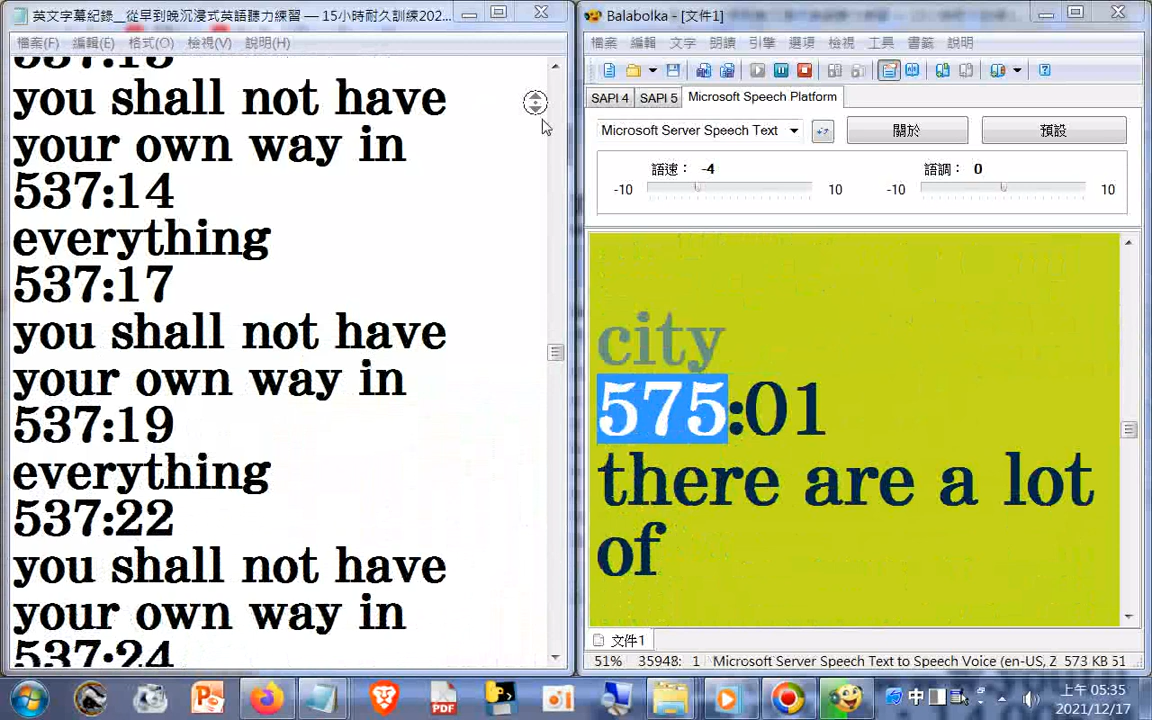 英文字幕紀錄__從早到晚沉浸式英語聽力練習 — 15小時耐久訓練202...
檔案(F) 編輯(E) 格式(O) 檢視(V) 說明(H)
537:13
you shall not have
your own way in
537:14
everything
537:17
you shall not have
your own way in
537:19
everything
537:22
you shall not have
your own way in
537:24
Balabolka - [文件1]
檔案 編輯 文字 朗讀 引擎 選項 檢視 工具 書籤 說明
SAPI 4 SAPI 5 Microsoft Speech Platform
Microsoft Server Speech Text 關於 預設
語速： -4 語調： 0
-10 10 -10 10
city
575:01
there are a lot
of
文件1
51% 35948: 1 Microsoft Server Speech Text to Speech Voice (en-US, Z 573 KB 51
中 上午 05:35
2021/12/17